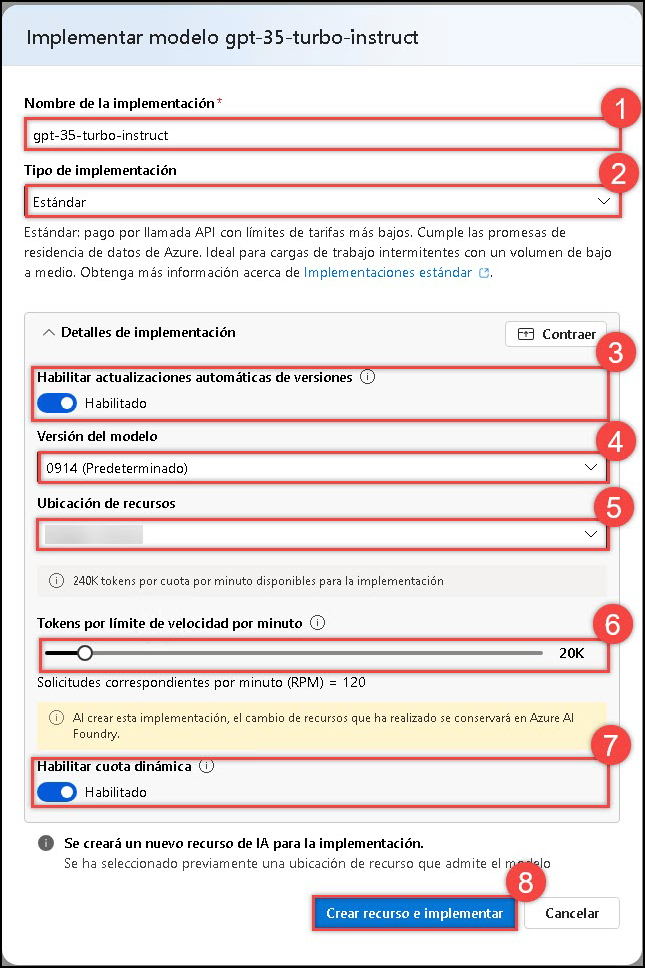 Implementar modelo gpt-35-turbo-instruct
Nombre de la implementación*
1
gpt-35-turbo-instruct
Tipo de implementación
2
Estándar
Estándar: pago por llamada API con límites de tarifas más bajos. Cumple las promesas de
residencia de datos de Azure. Ideal para cargas de trabajo intermitentes con un volumen de bajo
a medio. Obtenga más información acerca de Implementaciones estándar.
Detalles de implementación
Contraer
3
Habilitar actualizaciones automáticas de versiones
Habilitado
Versión del modelo
4
0914 (Predeterminado)
Ubicación de recursos
5
240K tokens por cuota por minuto disponibles para la implementación
Tokens por límite de velocidad por minuto
6
20K
Solicitudes correspondientes por minuto (RPM) = 120
Al crear esta implementación, el cambio de recursos que ha realizado se conservará en Azure AI
Foundry.
7
Habilitar cuota dinámica
Habilitado
Se creará un nuevo recurso de IA para la implementación.
Se ha seleccionado previamente una ubicación de recurso que admite el modelo
8
Crear recurso e implementar
Cancelar